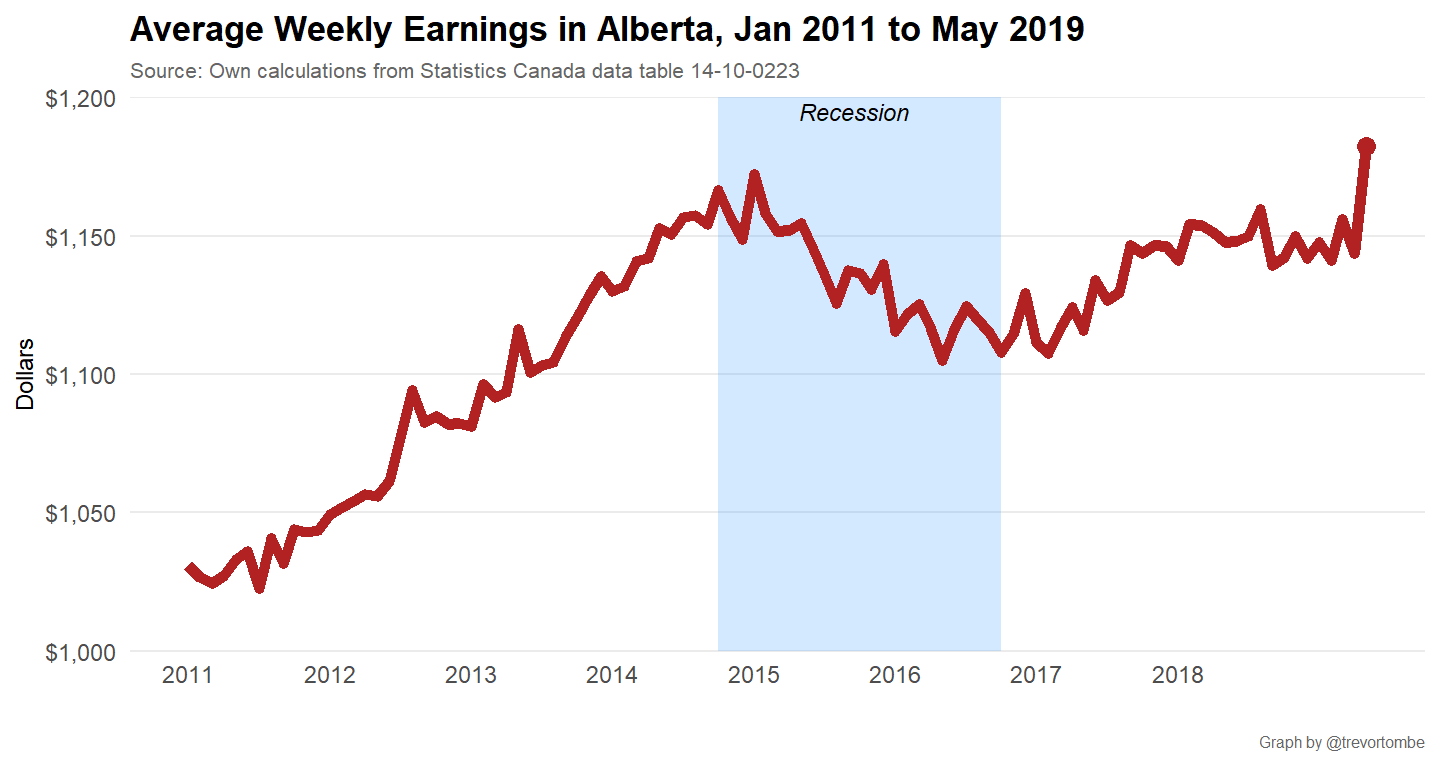 Average Weekly Earnings in Alberta, Jan 2011 to May 2019
Source: Own calculations from Statistics Canada data table 14-10-0223
$1,200
Recession
$1,150
$1,100
Dollars
$1,050
$1,000
2011 2012 2013 2014 2015 2016 2017 2018
Graph by @trevortombe